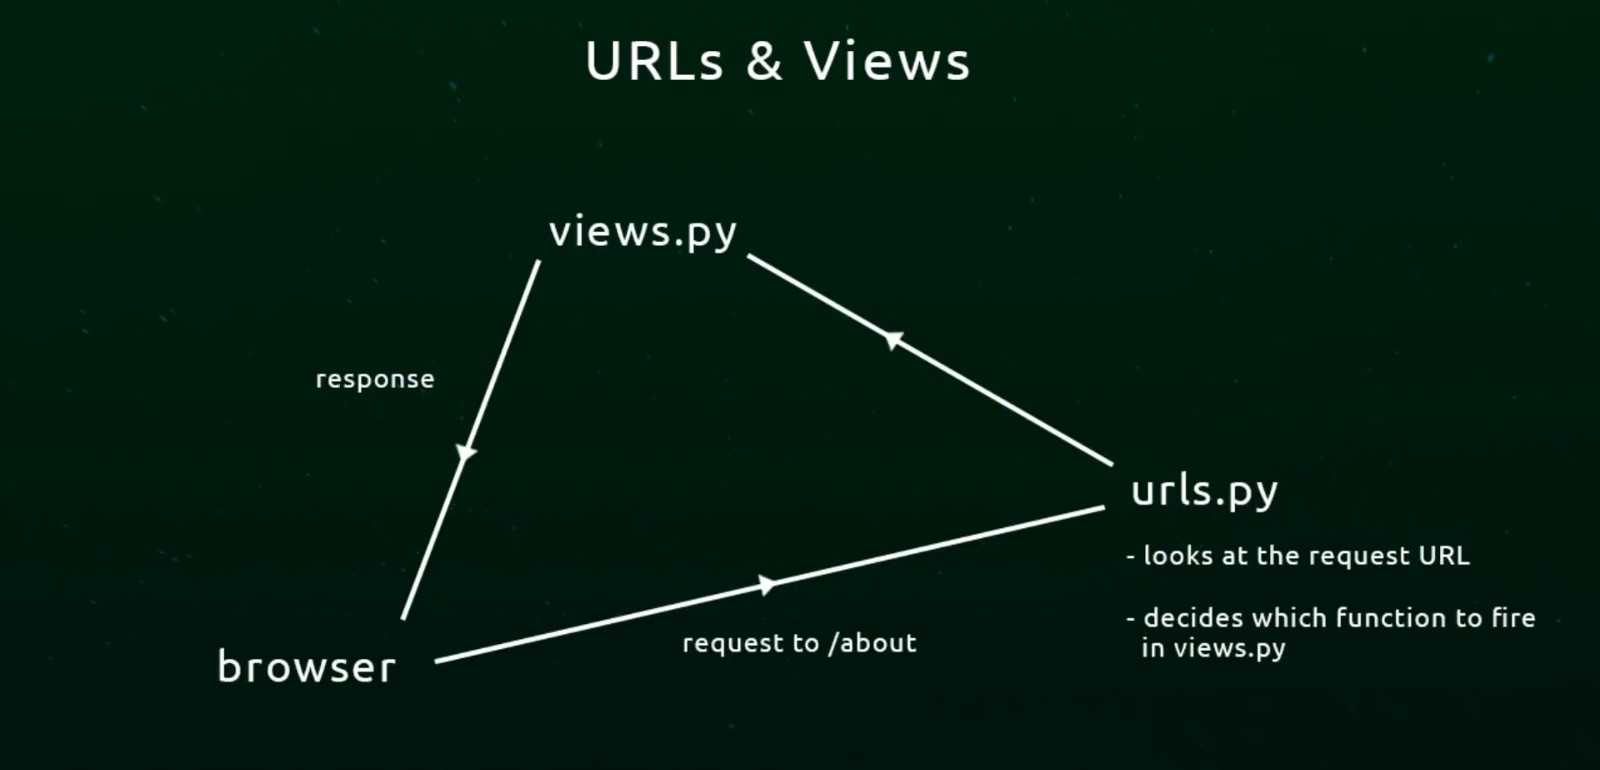 URLs & Views
views.py
response
urls.py
- looks at the request URL
- decides which function to fire
in views.py
request to /about
browser